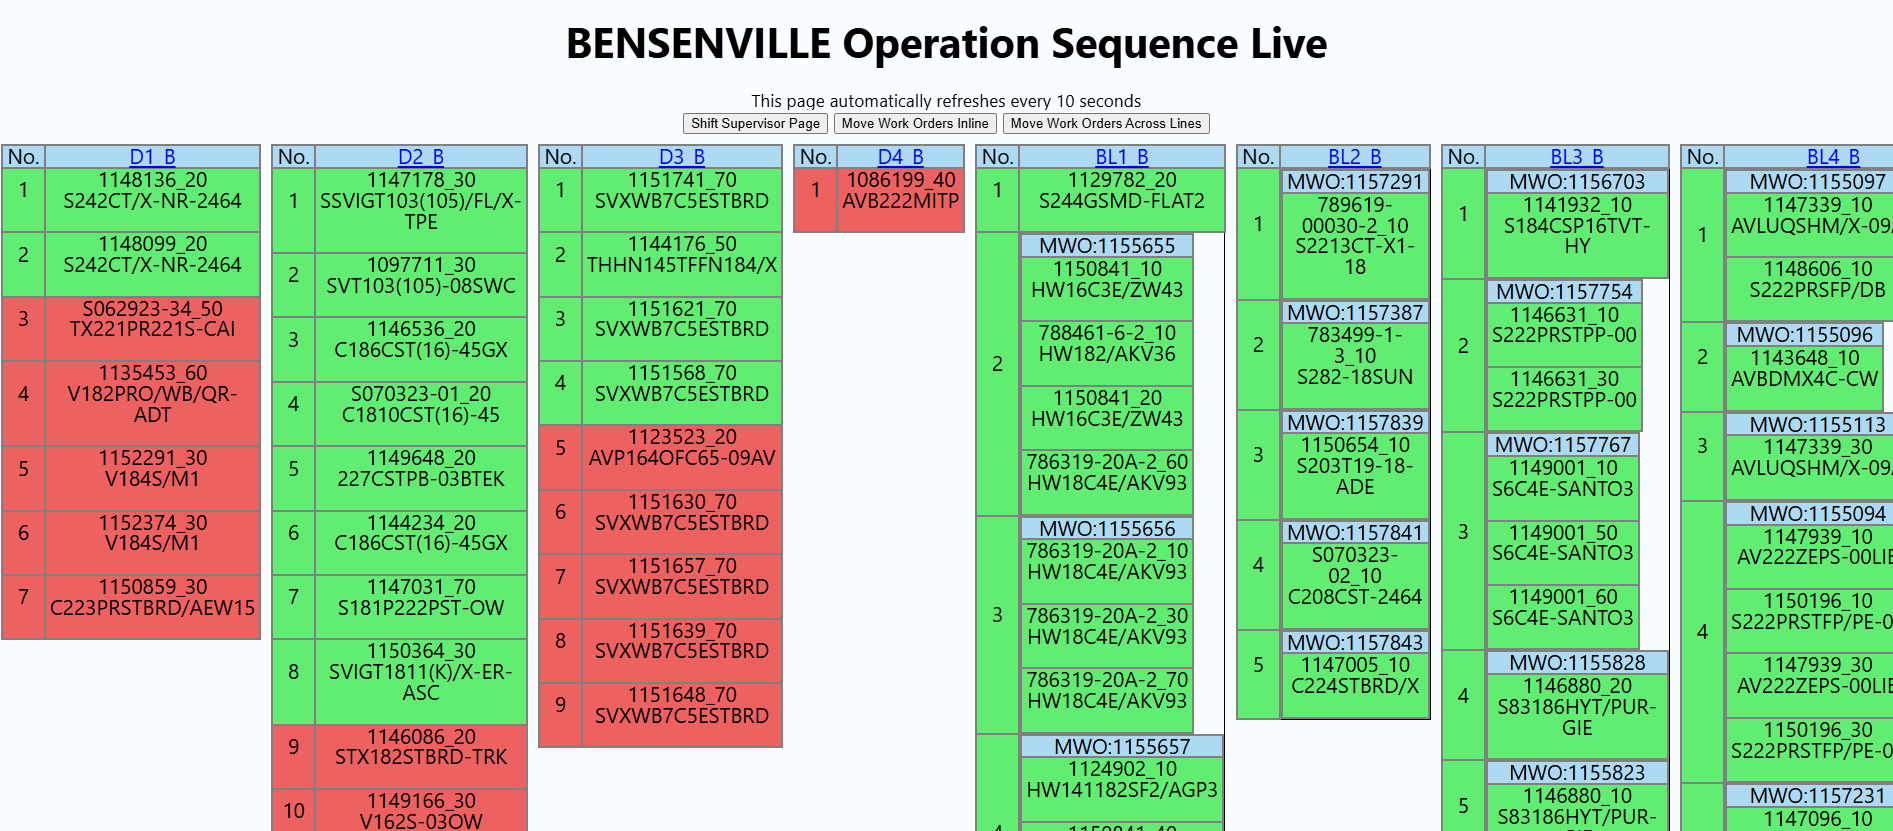 BENSENVILLE Operation Sequence Live
This page automatically refreshes every 10 seconds
Shift Supervisor Page
Move Work Orders Inline
Move Work Orders Across Lines
No.
D1_B
1
1148136_20
S242CT/X-NR-2464
2
1148099_20
S242CT/X-NR-2464
3
S062923-34_50
TX221PR221S-CAI
4
1135453_60
V182PRO/WB/QR-
ADT
5
1152291_30
V184S/M1
6
1152374_30
V184S/M1
7
1150859_30
C223PRSTBRD/AEW15
No.
D2_B
1
1147178_30
SSVIGT103(105)/FL/X-
TPE
2
1097711_30
SVT103(105)-08SWC
3
1146536_20
C186CST(16)-45GX
4
S070323-01_20
C1810CST(16)-45
5
1149648_20
227CSTPB-03BTEK
6
1144234_20
C186CST(16)-45GX
7
1147031_70
S181P222PST-OW
8
1150364_30
SVIGT1811(K)/X-ER-
ASC
9
1146086_20
STX182STBRD-TRK
10
1149166_30
V162S-03OW
No.
D3_B
1
1151741_70
SVXWB7C5ESTBRD
2
1144176_50
THHN145TFFN184/X
3
1151621_70
SVXWB7C5ESTBRD
4
1151568_70
SVXWB7C5ESTBRD
5
1123523_20
AVP164OFC65-09AV
6
1151630_70
SVXWB7C5ESTBRD
7
1151657_70
SVXWB7C5ESTBRD
8
1151639_70
SVXWB7C5ESTBRD
9
1151648_70
SVXWB7C5ESTBRD
No.
D4_B
1
1086199_40
AVB222MITP
No.
BL1_B
1
1129782_20
S244GSMD-FLAT2
2
MWO:1155655
1150841_10
HW16C3E/ZW43
788461-6-2_10
HW182/AKV36
1150841_20
HW16C3E/ZW43
786319-20A-2_60
HW18C4E/AKV93
3
MWO:1155656
786319-20A-2_10
HW18C4E/AKV93
786319-20A-2_30
HW18C4E/AKV93
786319-20A-2_70
HW18C4E/AKV93
4
MWO:1155657
1124902_10
HW141182SF2/AGP3
1150841_40
No.
BL2_B
1
MWO:1157291
789619-
00030-2_10
S2213CT-X1-
18
2
MWO:1157387
783499-1-
3_10
S282-18SUN
3
MWO:1157839
1150654_10
S203T19-18-
ADE
4
MWO:1157841
S070323-
02_10
C208CST-2464
5
MWO:1157843
1147005_10
C224STBRD/X
No.
BL3_B
1
MWO:1156703
1141932_10
S184CSP16TVT-
HY
2
MWO:1157754
1146631_10
S222PRSTPP-00
1146631_30
S222PRSTPP-00
3
MWO:1157767
1149001_10
S6C4E-SANTO3
1149001_50
S6C4E-SANTO3
1149001_60
S6C4E-SANTO3
4
MWO:1155828
1146880_20
S83186HYT/PUR-
GIE
5
MWO:1155823
1146880_10
S83186HYT/PUR-
GIE
No.
BL4_B
1
MWO:1155097
1147339_10
AVLUQSHM/X-09
1148606_10
S222PRSFP/DB
2
MWO:1155096
1143648_10
AVBDMX4C-CW
3
MWO:1155113
1147339_30
AVLUQSHM/X-09
4
MWO:1155094
1147939_10
AV222ZEPS-00LIE
1150196_10
S222PRSTFP/PE-0
1147939_30
AV222ZEPS-00LIE
1150196_30
S222PRSTFP/PE-0
MWO:1157231
1147096_10